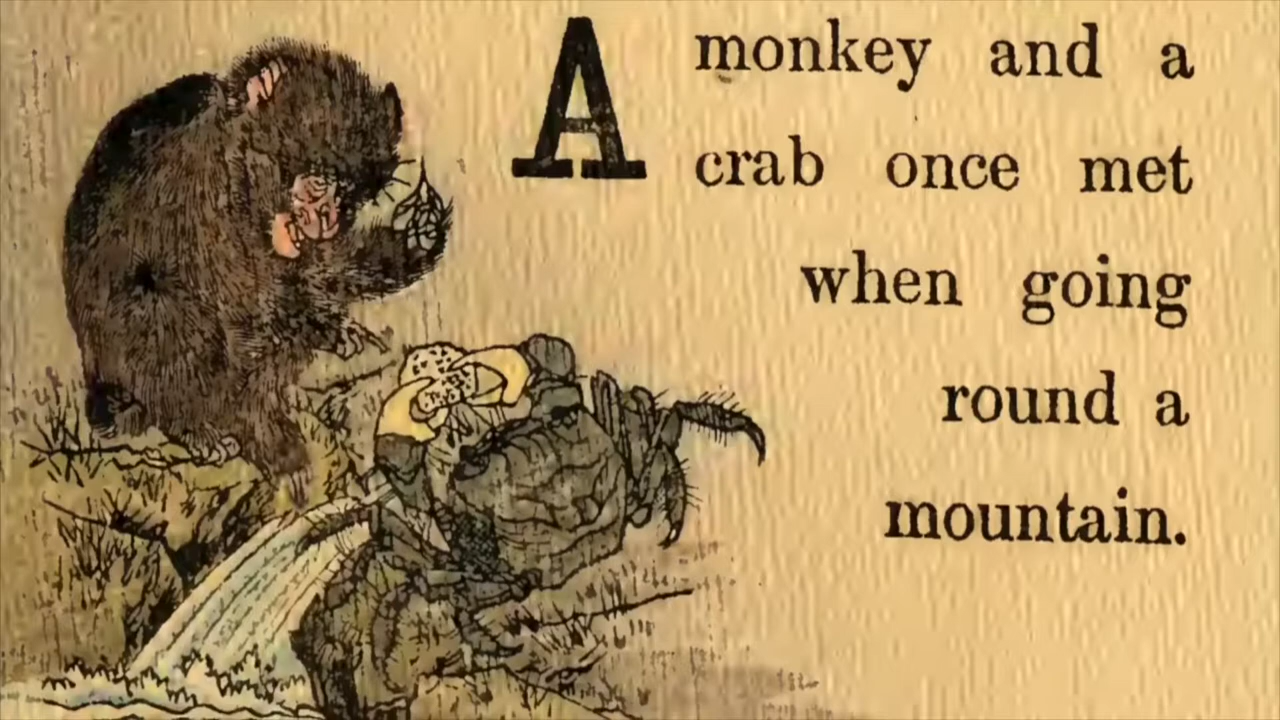 A monkey and a
crab once met
when going
round a
mountain.